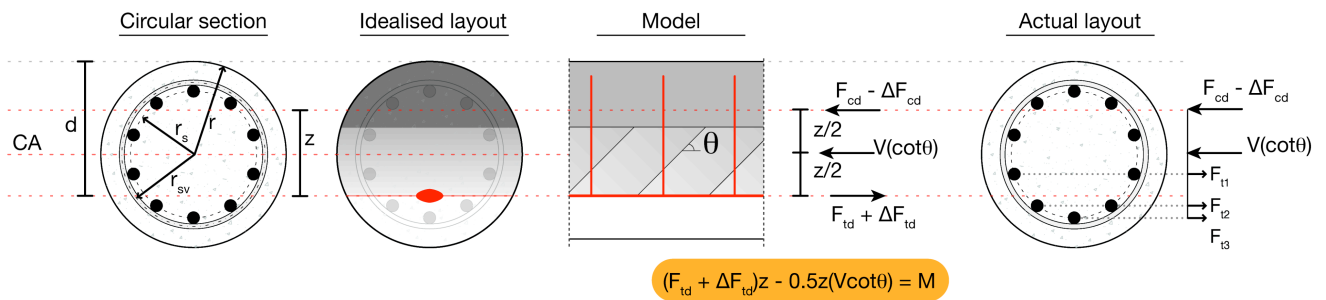 Circular section
Idealised layout
Model
Actual layout
CA
d
r_s
r
r_sv
z
θ
F_cd - ΔF_cd
z/2
V(cotθ)
z/2
F_td + ΔF_td
F_cd - ΔF_cd
V(cotθ)
F_t1
F_t2
F_t3
(F_td + ΔF_td)z - 0.5z(Vcotθ) = M